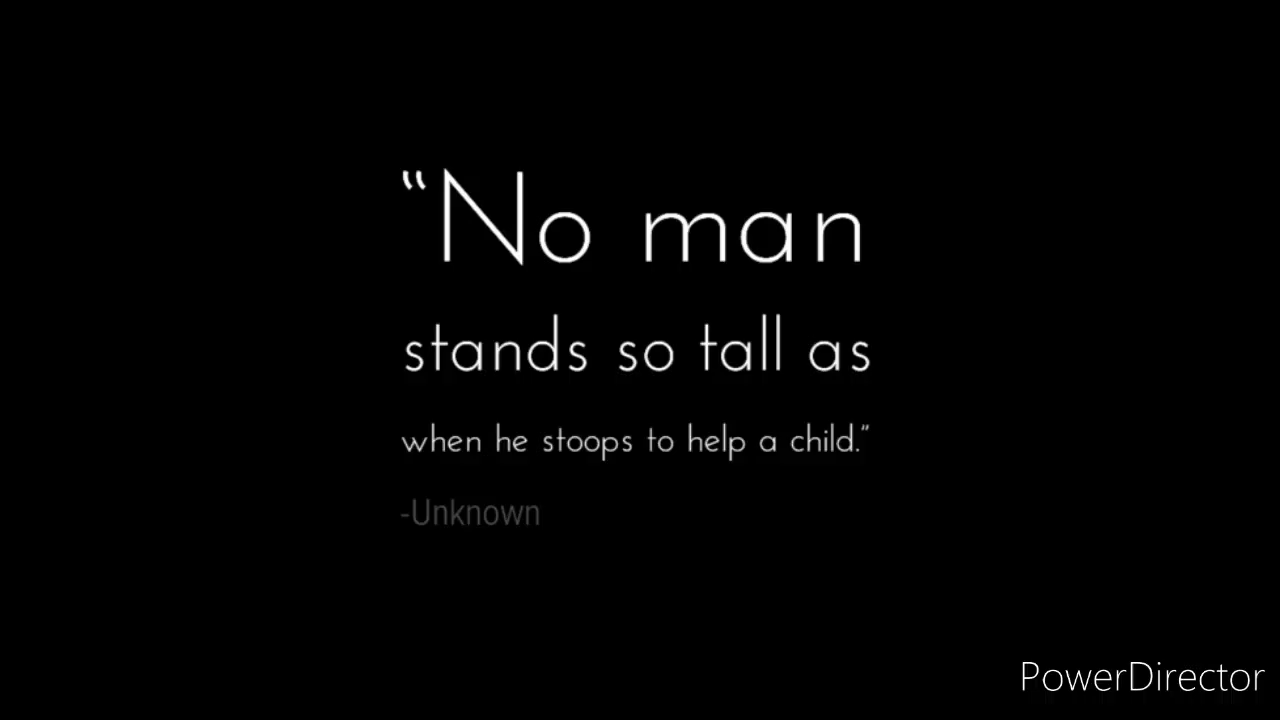 “No man
stands so tall as
when he stoops to help a child.”
-Unknown
PowerDirector